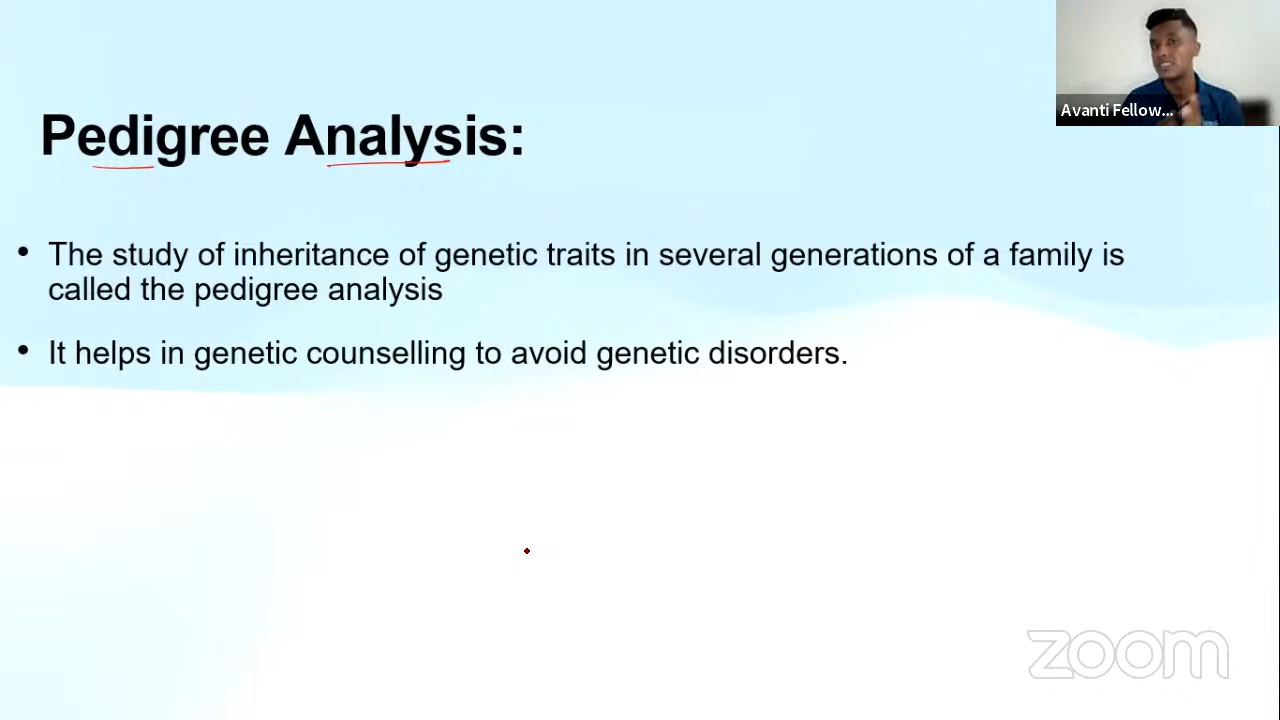 Avanti Fellow...
Pedigree Analysis:
• The study of inheritance of genetic traits in several generations of a family is
called the pedigree analysis
• It helps in genetic counselling to avoid genetic disorders.
zoom